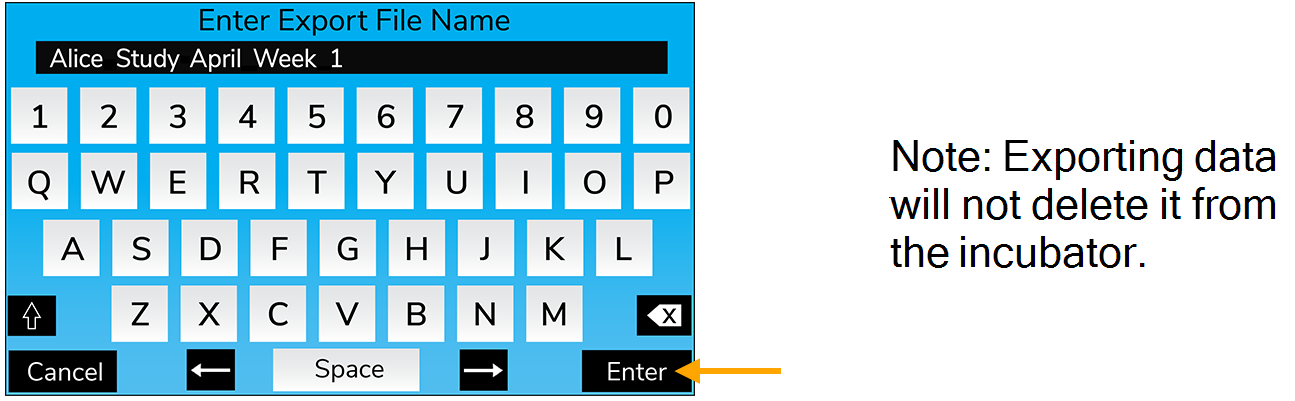 Enter Export File Name
Alice Study April Week 1
1 2 3 4 5 6 7 8 9 0
Q W E R T Y U I O P
A S D F G H J K L
Z X C V B N M X
Cancel Space Enter
Note: Exporting data
will not delete it from
the incubator.